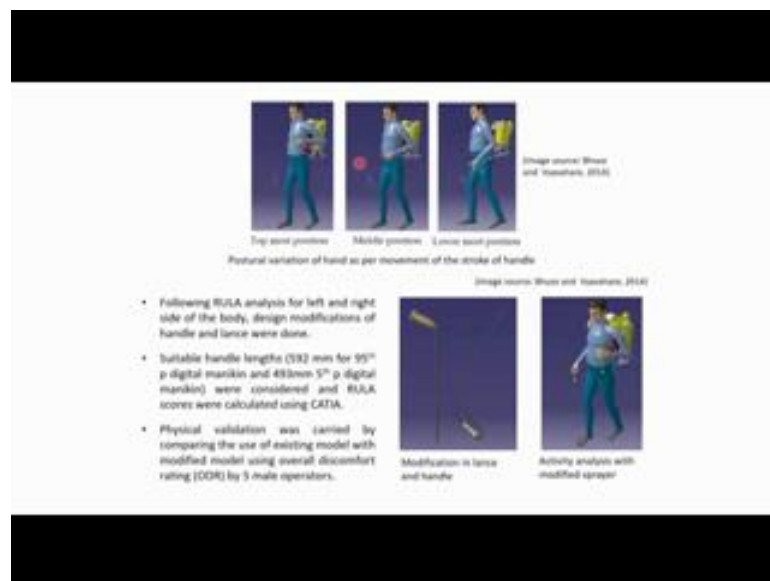 (Image source: Bhuse
and Vyavahare, 2014)
Top most position Middle position Lower most position
Postural variation of hand as per movement of the stroke of handle
(Image source: Bhuse and Vyavahare, 2014)
• Following RULA analysis for left and right
side of the body, design modifications of
handle and lance were done.
• Suitable handle lengths (592 mm for 95th
p digital manikin and 493mm 5th p digital
manikin) were considered and RULA
scores were calculated using CATIA.
• Physical validation was carried by
comparing the use of existing model with
modified model using overall discomfort
rating (ODR) by 5 male operators.
Modification in lance
and handle
Activity analysis with
modified sprayer